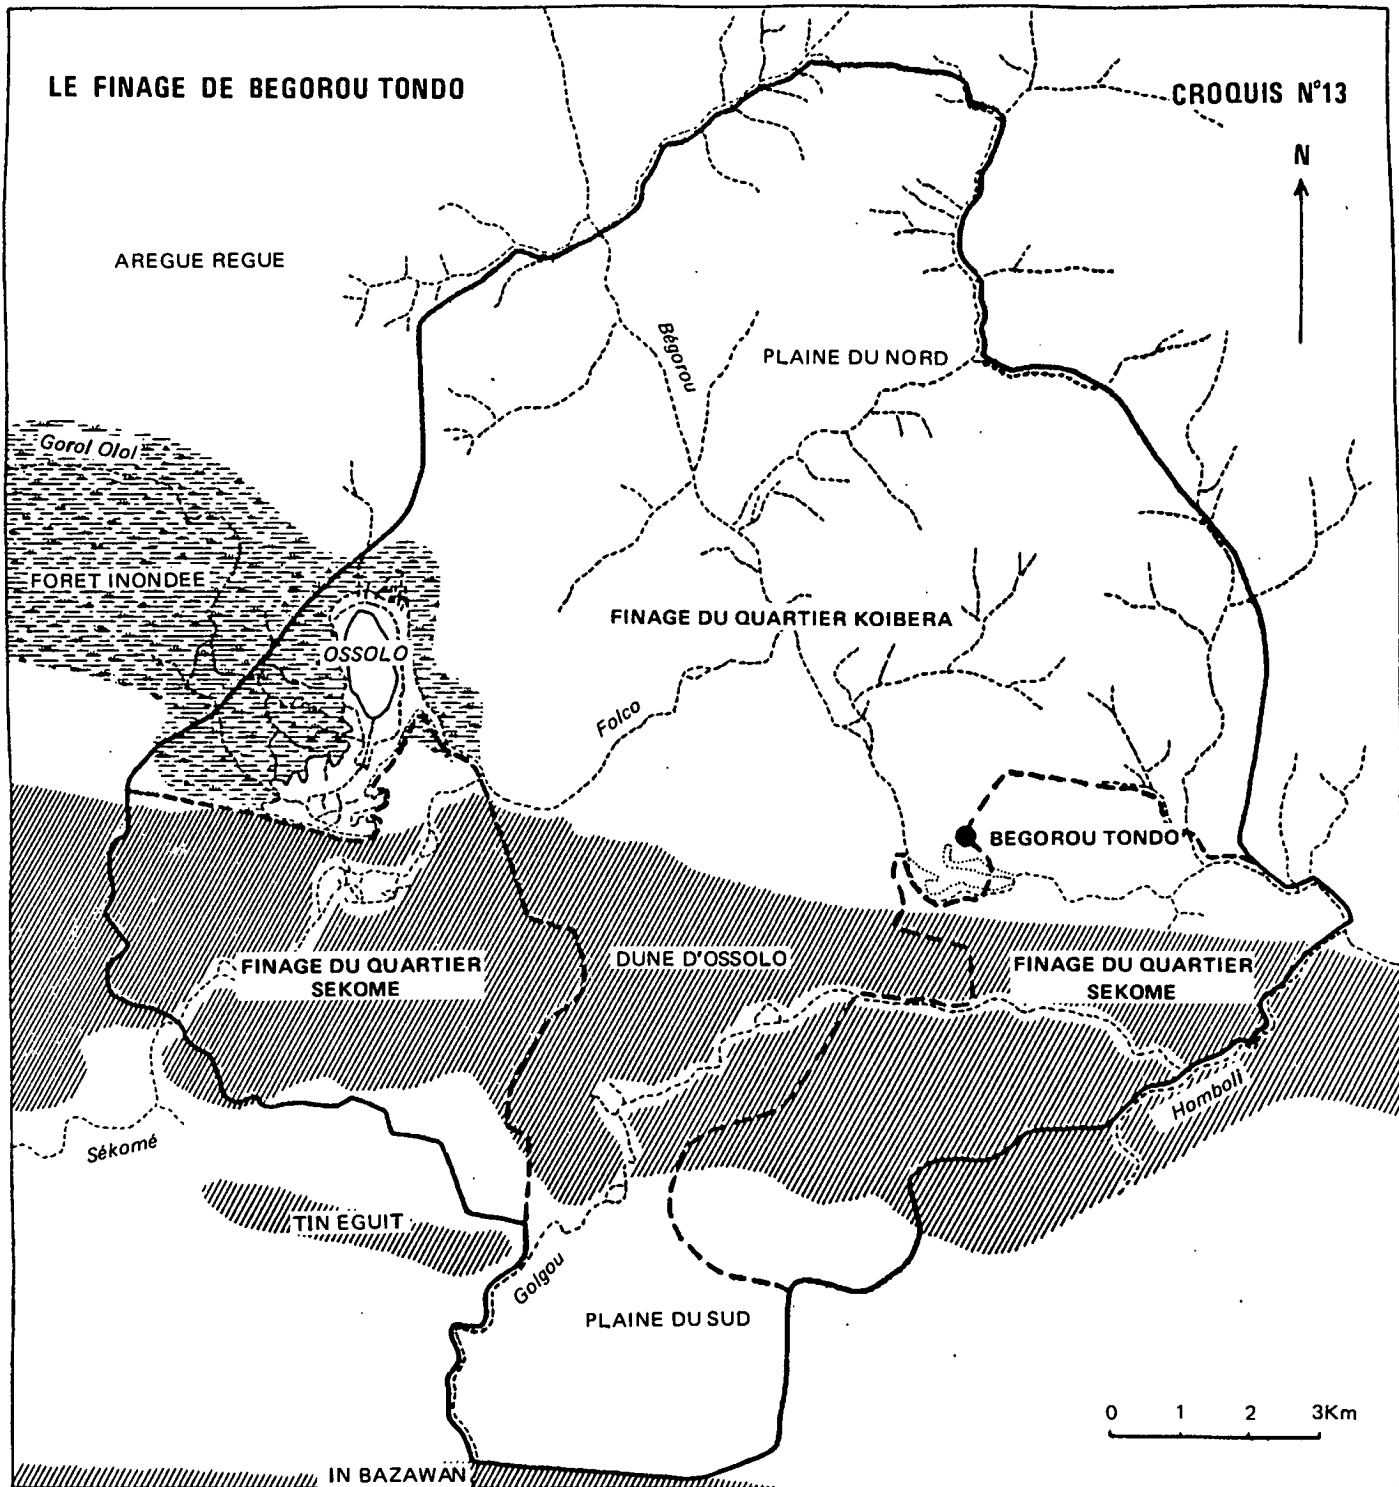 LE FINAGE DE BEGOROU TONDO
CROQUIS N°13
N
AREGUE REGUE
Bégorou
PLAINE DU NORD
Gorol Olol
FORET INONDEE
FINAGE DU QUARTIER KOIBERA
OSSOLO
Folco
BEGOROU TONDO
DUNE D'OSSOLO
FINAGE DU QUARTIER
SEKOME
FINAGE DU QUARTIER
SEKOME
Homboli
Sékomé
TIN EGUIT
Golgou
PLAINE DU SUD
0 1 2 3Km
IN BAZAWAN